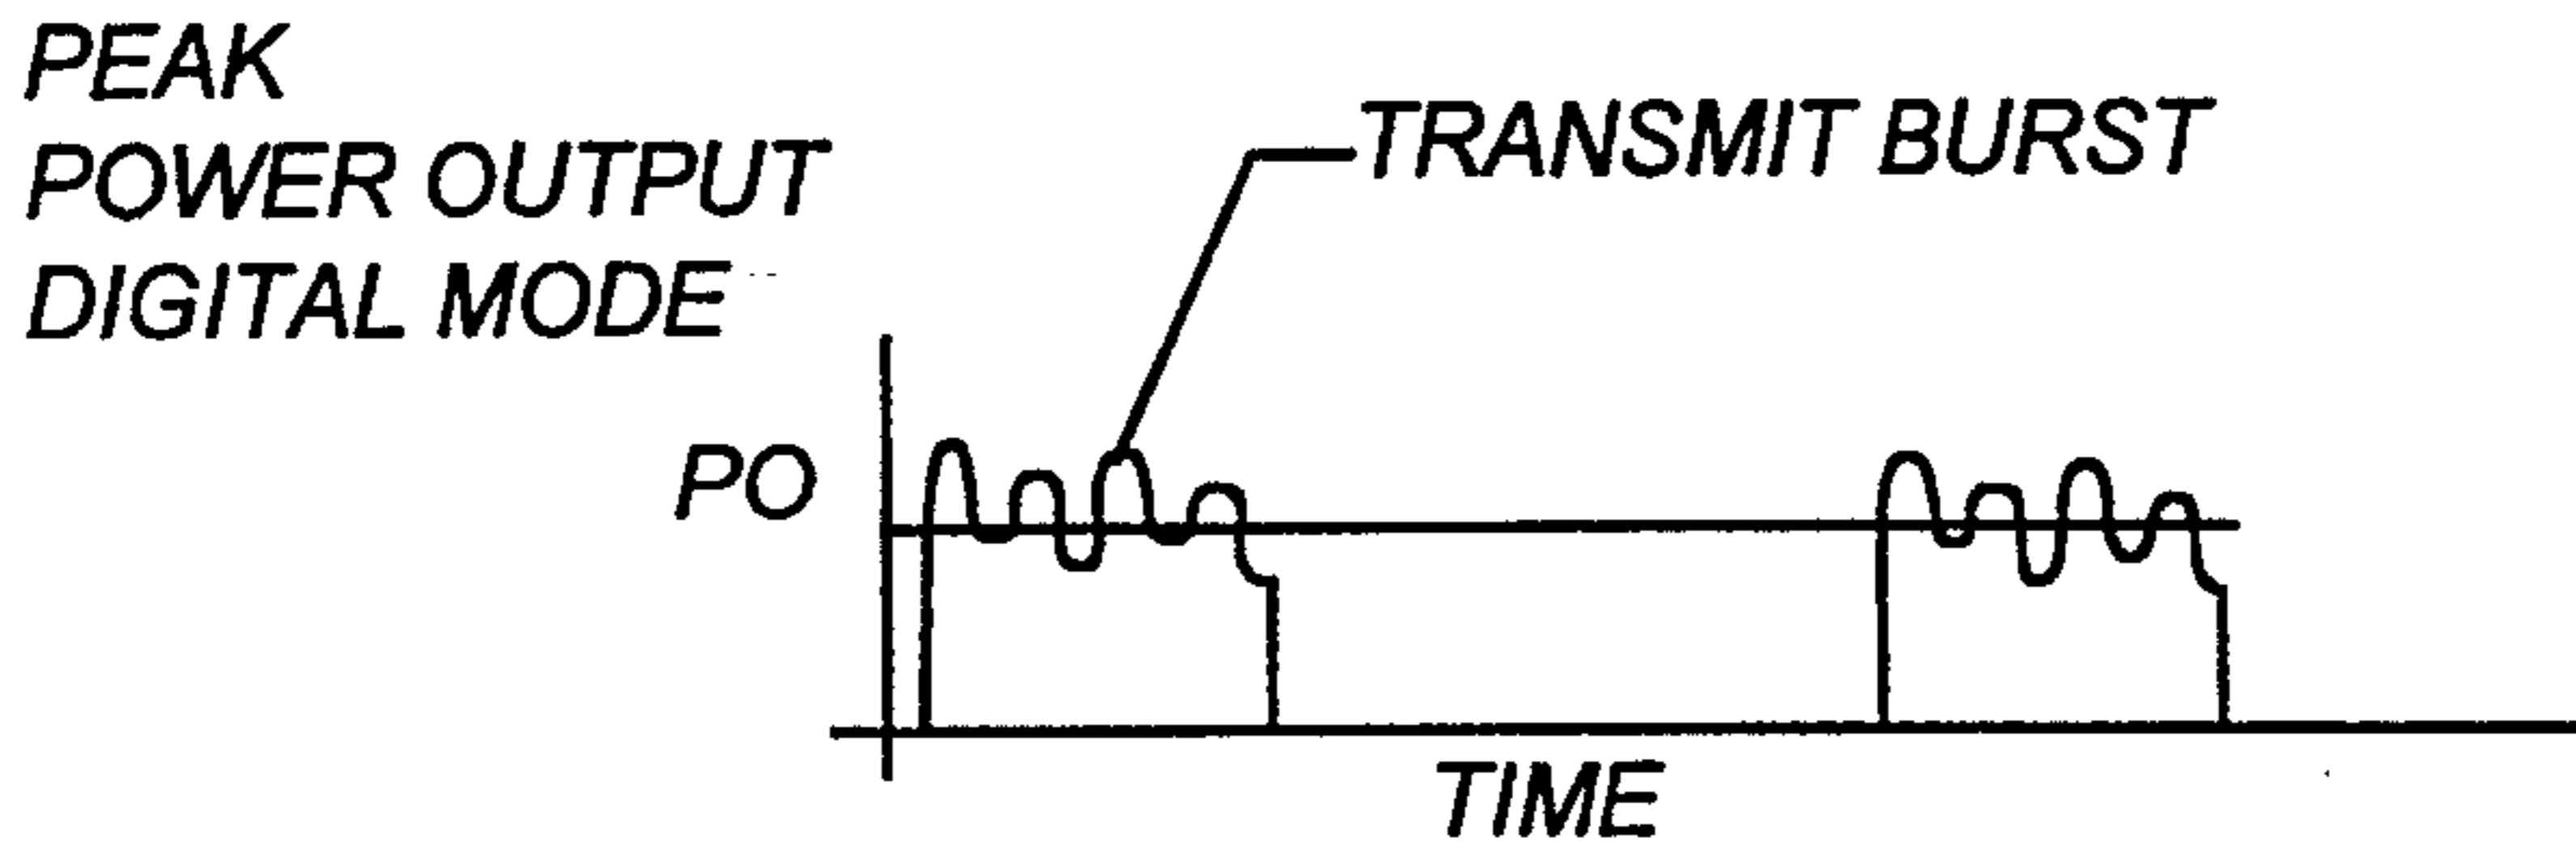 PEAK
POWER OUTPUT
DIGITAL MODE
TRANSMIT BURST
PO
TIME